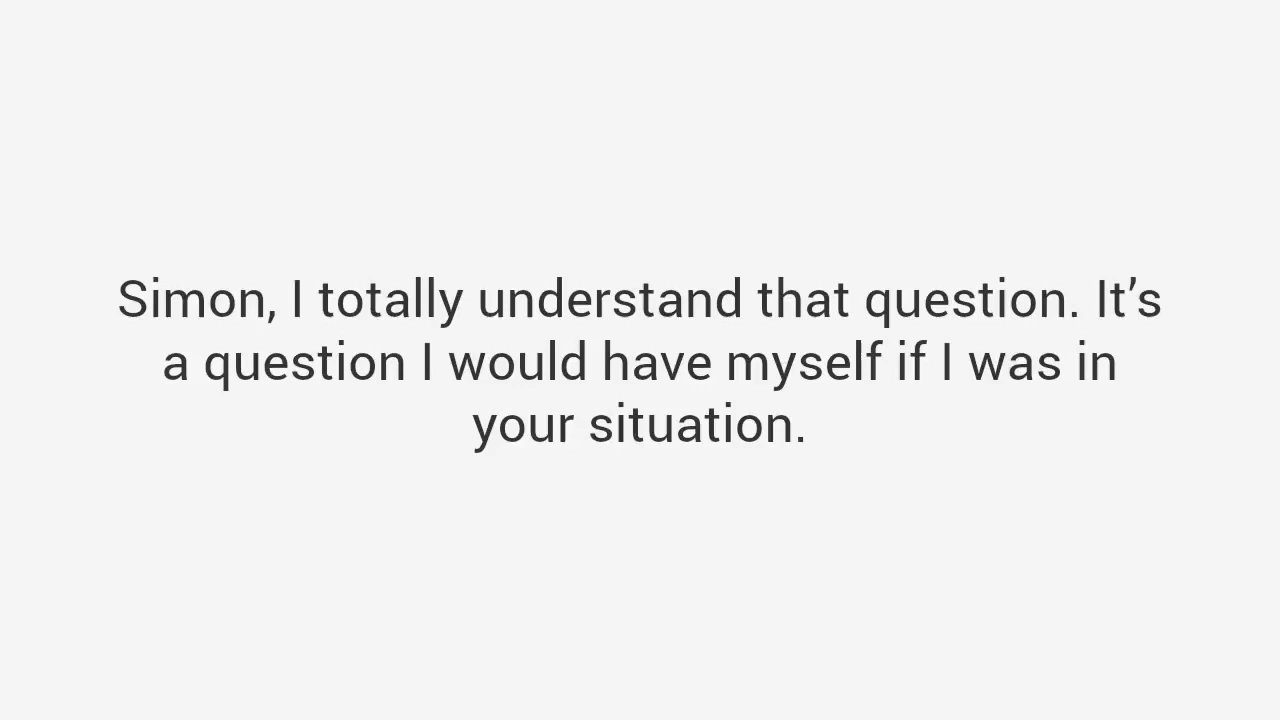 Simon, I totally understand that question. It’s
a question I would have myself if I was in
your situation.